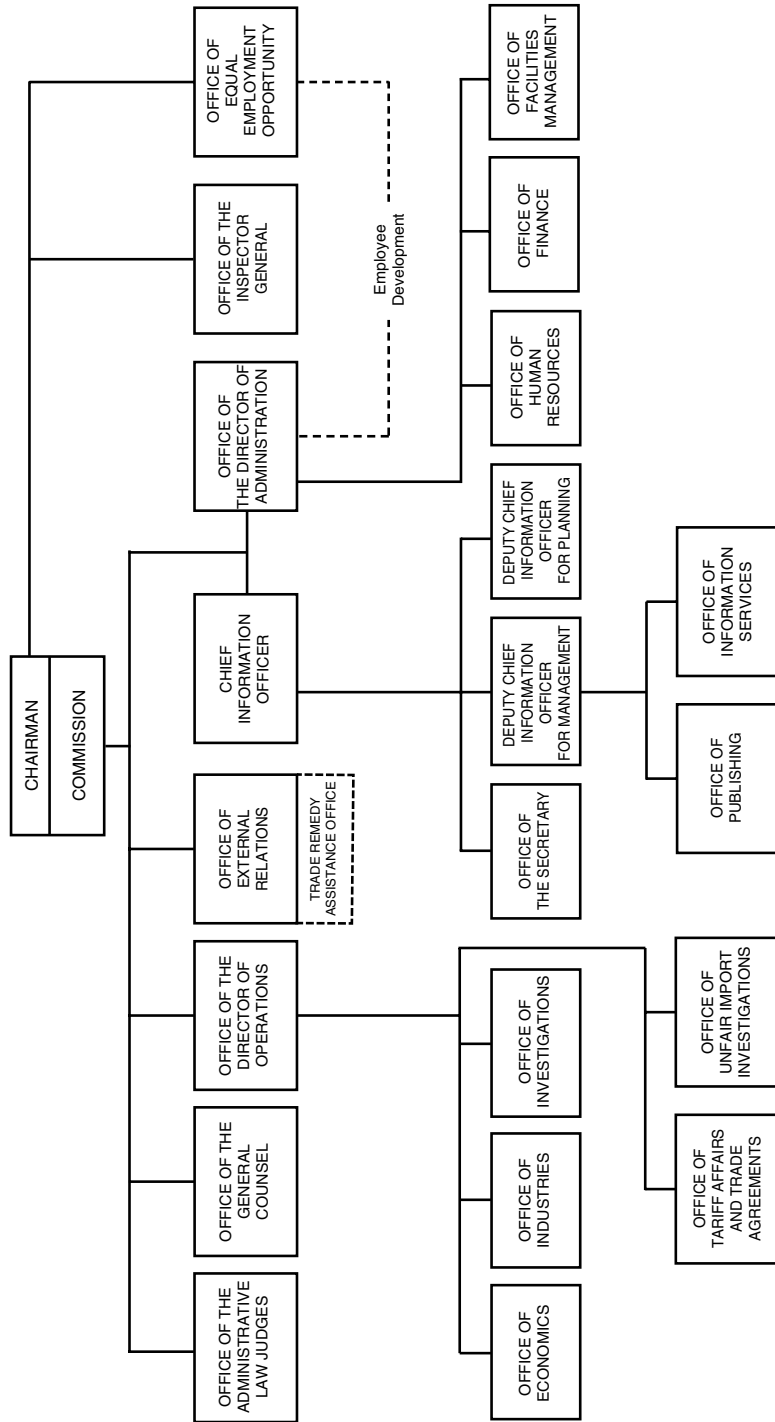 CHAIRMAN
COMMISSION
OFFICE OF THE
ADMINISTRATIVE
LAW JUDGES
OFFICE OF THE
GENERAL
COUNSEL
OFFICE OF THE
DIRECTOR OF
OPERATIONS
OFFICE OF
EXTERNAL
RELATIONS
TRADE REMEDY
ASSISTANCE OFFICE
CHIEF
INFORMATION
OFFICER
OFFICE OF
THE DIRECTOR OF
ADMINISTRATION
OFFICE OF THE
INSPECTOR
GENERAL
OFFICE OF
EQUAL
EMPLOYMENT
OPPORTUNITY
Employee
Development
OFFICE OF
ECONOMICS
OFFICE OF
INDUSTRIES
OFFICE OF
INVESTIGATIONS
OFFICE OF
THE SECRETARY
DEPUTY CHIEF
INFORMATION
OFFICER
FOR MANAGEMENT
DEPUTY CHIEF
INFORMATION
OFFICER
FOR PLANNING
OFFICE OF
HUMAN
RESOURCES
OFFICE OF
FINANCE
OFFICE OF
FACILITIES
MANAGEMENT
OFFICE OF
TARIFF AFFAIRS
AND TRADE
AGREEMENTS
OFFICE OF
UNFAIR IMPORT
INVESTIGATIONS
OFFICE OF
PUBLISHING
OFFICE OF
INFORMATION
SERVICES